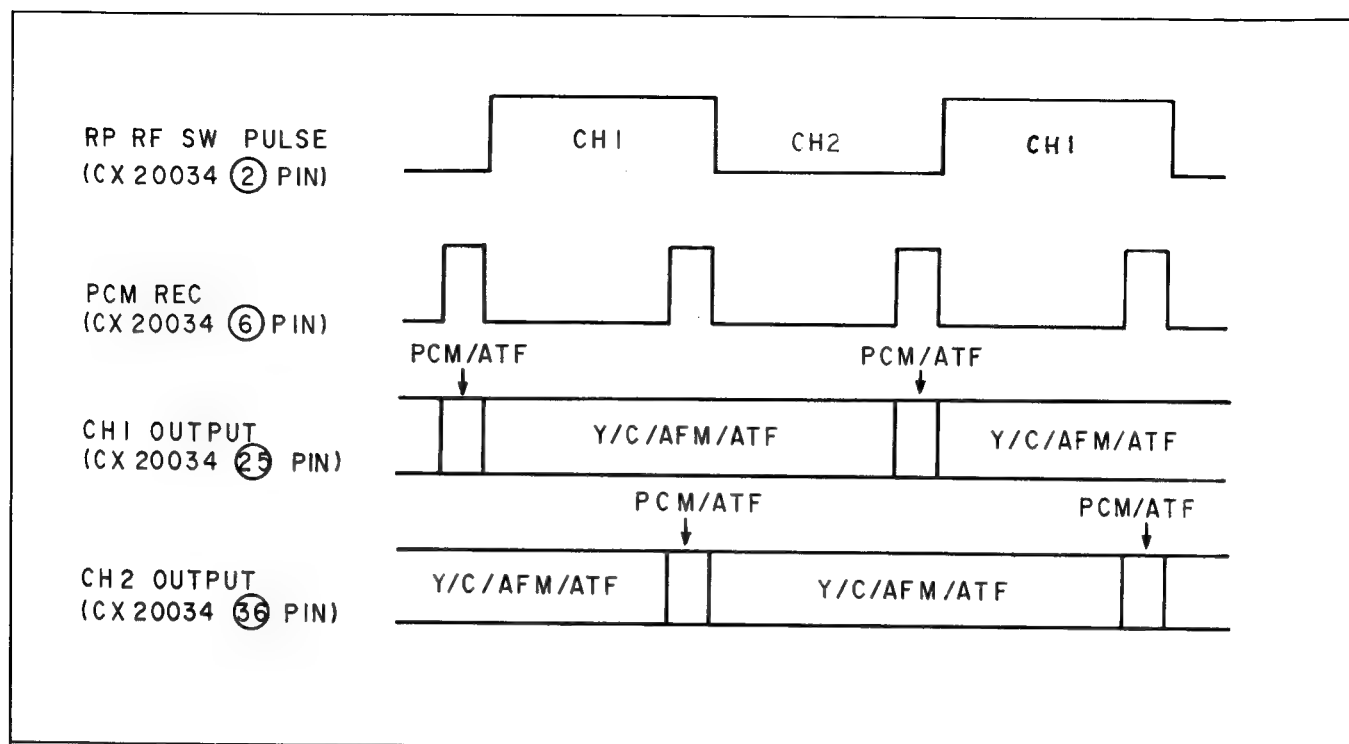 RP RF SW PULSE
(CX 20034 ② PIN)
CH1 CH2 CH1
PCM REC
(CX 20034 ⑥ PIN)
PCM/ATF PCM/ATF
CH1 OUTPUT
(CX 20034 ㉕ PIN)
Y/C/AFM/ATF Y/C/AFM/ATF
PCM/ATF PCM/ATF
CH2 OUTPUT
(CX 20034 ㊱ PIN)
Y/C/AFM/ATF Y/C/AFM/ATF